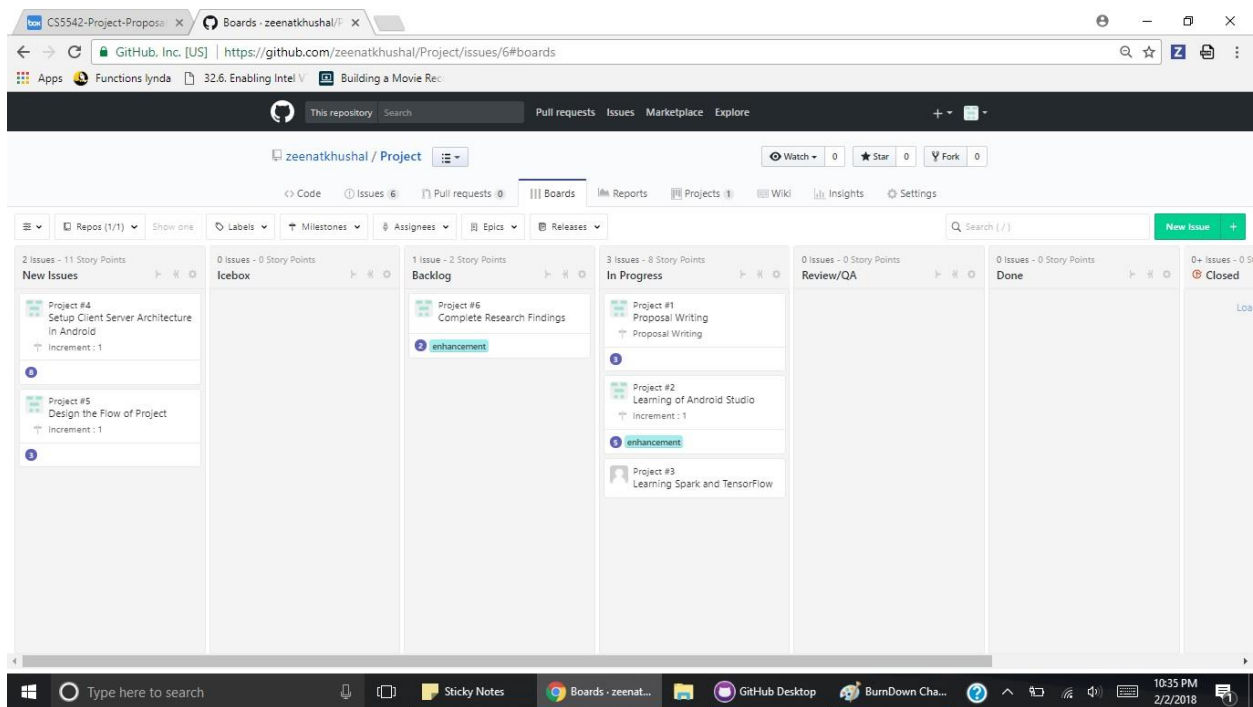 CS5542-Project-Proposa
Boards · zeenatkhushal/P
GitHub, Inc. [US] | https://github.com/zeenatkhushal/Project/issues/6#boards
Apps Functions lynda 32.6. Enabling Intel V Building a Movie Rec
This repository Search Pull requests Issues Marketplace Explore
zeenatkhushal / Project
Watch 0 Star 0 Fork 0
Code Issues 6 Pull requests 0 Boards Reports Projects 1 Wiki Insights Settings
Repos (1/1) Show one Labels Milestones Assignees Epics Releases Search ( / ) New Issue +
2 Issues - 11 Story Points
New Issues
Project #4
Setup Client Server Architecture
in Android
Increment : 1
8
Project #5
Design the Flow of Project
Increment : 1
3
0 Issues - 0 Story Points
Icebox
1 Issue - 2 Story Points
Backlog
Project #6
Complete Research Findings
2 enhancement
3 Issues - 8 Story Points
In Progress
Project #1
Proposal Writing
Proposal Writing
3
Project #2
Learning of Android Studio
Increment : 1
5 enhancement
Project #3
Learning Spark and TensorFlow
0 Issues - 0 Story Points
Review/QA
0 Issues - 0 Story Points
Done
0+ Issues - 0 S
Closed
Loa
Type here to search Sticky Notes Boards - zeenat... GitHub Desktop BurnDown Cha...
10:35 PM
2/2/2018